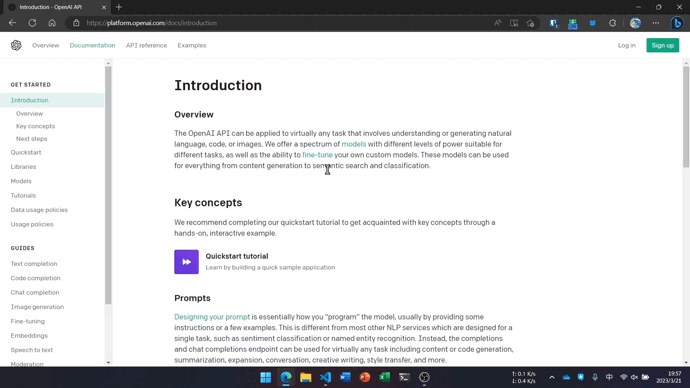 Introduction - OpenAI API
https://platform.openai.com/docs/introduction
Overview Documentation API reference Examples Log in Sign up
GET STARTED
Introduction
Overview
Key concepts
Next steps
Quickstart
Libraries
Models
Tutorials
Data usage policies
Usage policies
GUIDES
Text completion
Code completion
Chat completion
Image generation
Fine-tuning
Embeddings
Speech to text
Moderation
Introduction
Overview
The OpenAI API can be applied to virtually any task that involves understanding or generating natural
language, code, or images. We offer a spectrum of models with different levels of power suitable for
different tasks, as well as the ability to fine-tune your own custom models. These models can be used
for everything from content generation to semantic search and classification.
Key concepts
We recommend completing our quickstart tutorial to get acquainted with key concepts through a
hands-on, interactive example.
Quickstart tutorial
Learn by building a quick sample application
Prompts
Designing your prompt is essentially how you "program" the model, usually by providing some
instructions or a few examples. This is different from most other NLP services which are designed for a
single task, such as sentiment classification or named entity recognition. Instead, the completions
and chat completions endpoint can be used for virtually any task including content or code generation,
summarization, expansion, conversation, creative writing, style transfer, and more.
↑: 0.1 K/s
↓: 0.4 K/s
中
19:57
2023/3/21